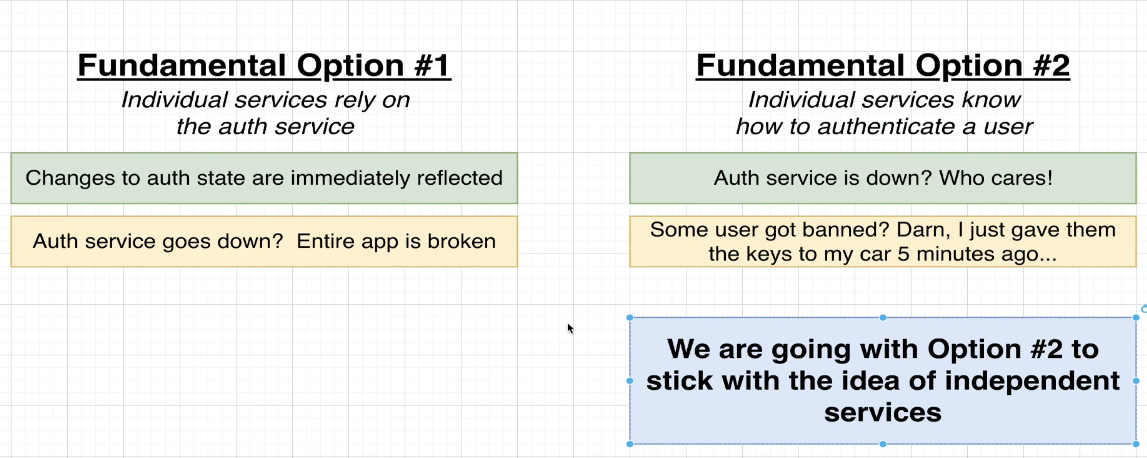 Fundamental Option #1
Individual services rely on
the auth service
Changes to auth state are immediately reflected
Auth service goes down?  Entire app is broken
Fundamental Option #2
Individual services know
how to authenticate a user
Auth service is down? Who cares!
Some user got banned? Darn, I just gave them
the keys to my car 5 minutes ago...
We are going with Option #2 to
stick with the idea of independent
services